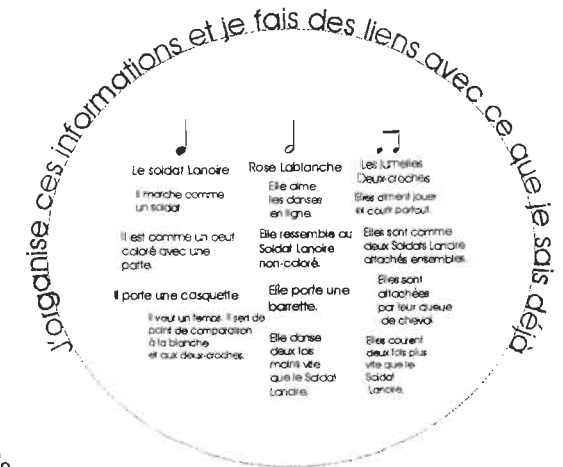 J'organise ces informations et je fais des liens avec ce que je sais déjà
Le soldat Lanoire
Il marche comme
un soldat
Il est comme un oeuf
coloré avec une
patte.
Il porte une casquette
Il vaut un temps. Il sert de
point de comparaison
à la blanche
et aux deux-croches.
Rose Lablanche
Elle aime
les danses
en ligne.
Elle ressemble au
Soldat Lanoire
non-coloré.
Elle porte une
barrette.
Elle danse
deux fois
moins vite
que le Soldat
Lanoire.
Les Jumelles
Deux-croches
Elles aiment jouer
et courir partout.
Elles sont comme
deux Soldats Lanoire
attachés ensembles.
Elles sont
attachées
par leur queue
de cheval
Elles courent
deux fois plus
vite que le
Soldat
Lanoire.